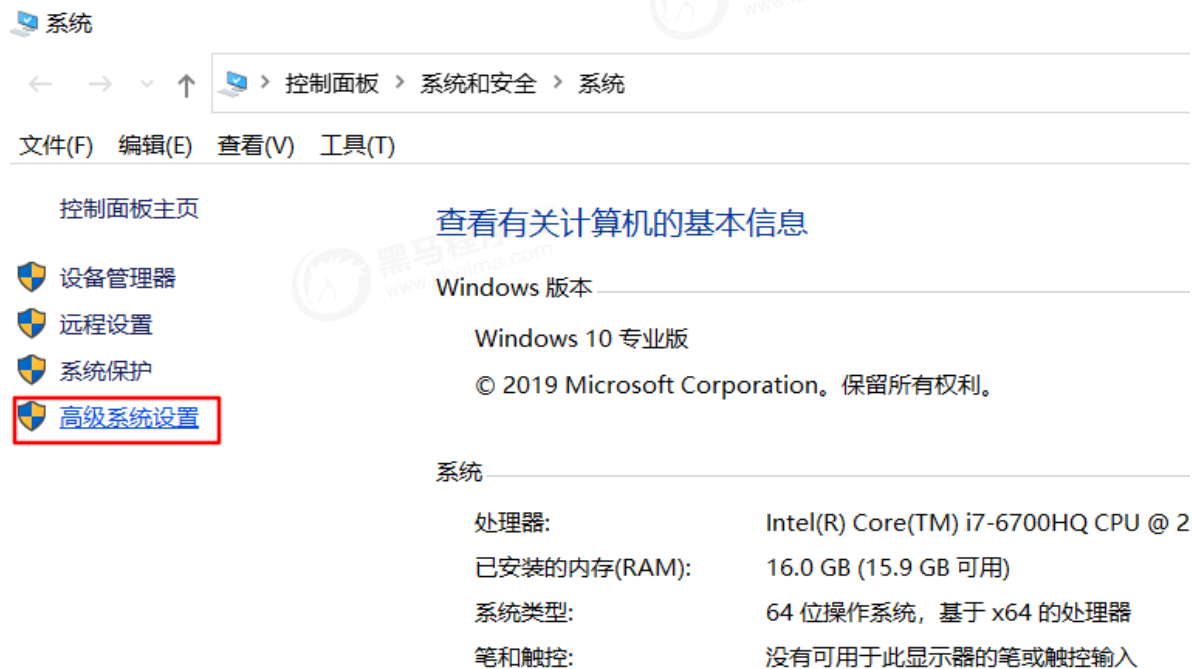 系统
控制面板 > 系统和安全 > 系统
文件(F) 编辑(E) 查看(V) 工具(T)
控制面板主页
设备管理器
远程设置
系统保护
高级系统设置
查看有关计算机的基本信息
Windows 版本
Windows 10 专业版
© 2019 Microsoft Corporation。保留所有权利。
系统
处理器: Intel(R) Core(TM) i7-6700HQ CPU @ 2
已安装的内存(RAM): 16.0 GB (15.9 GB 可用)
系统类型: 64 位操作系统，基于 x64 的处理器
笔和触控: 没有可用于此显示器的笔或触控输入
黑马程序
www.itheima.com